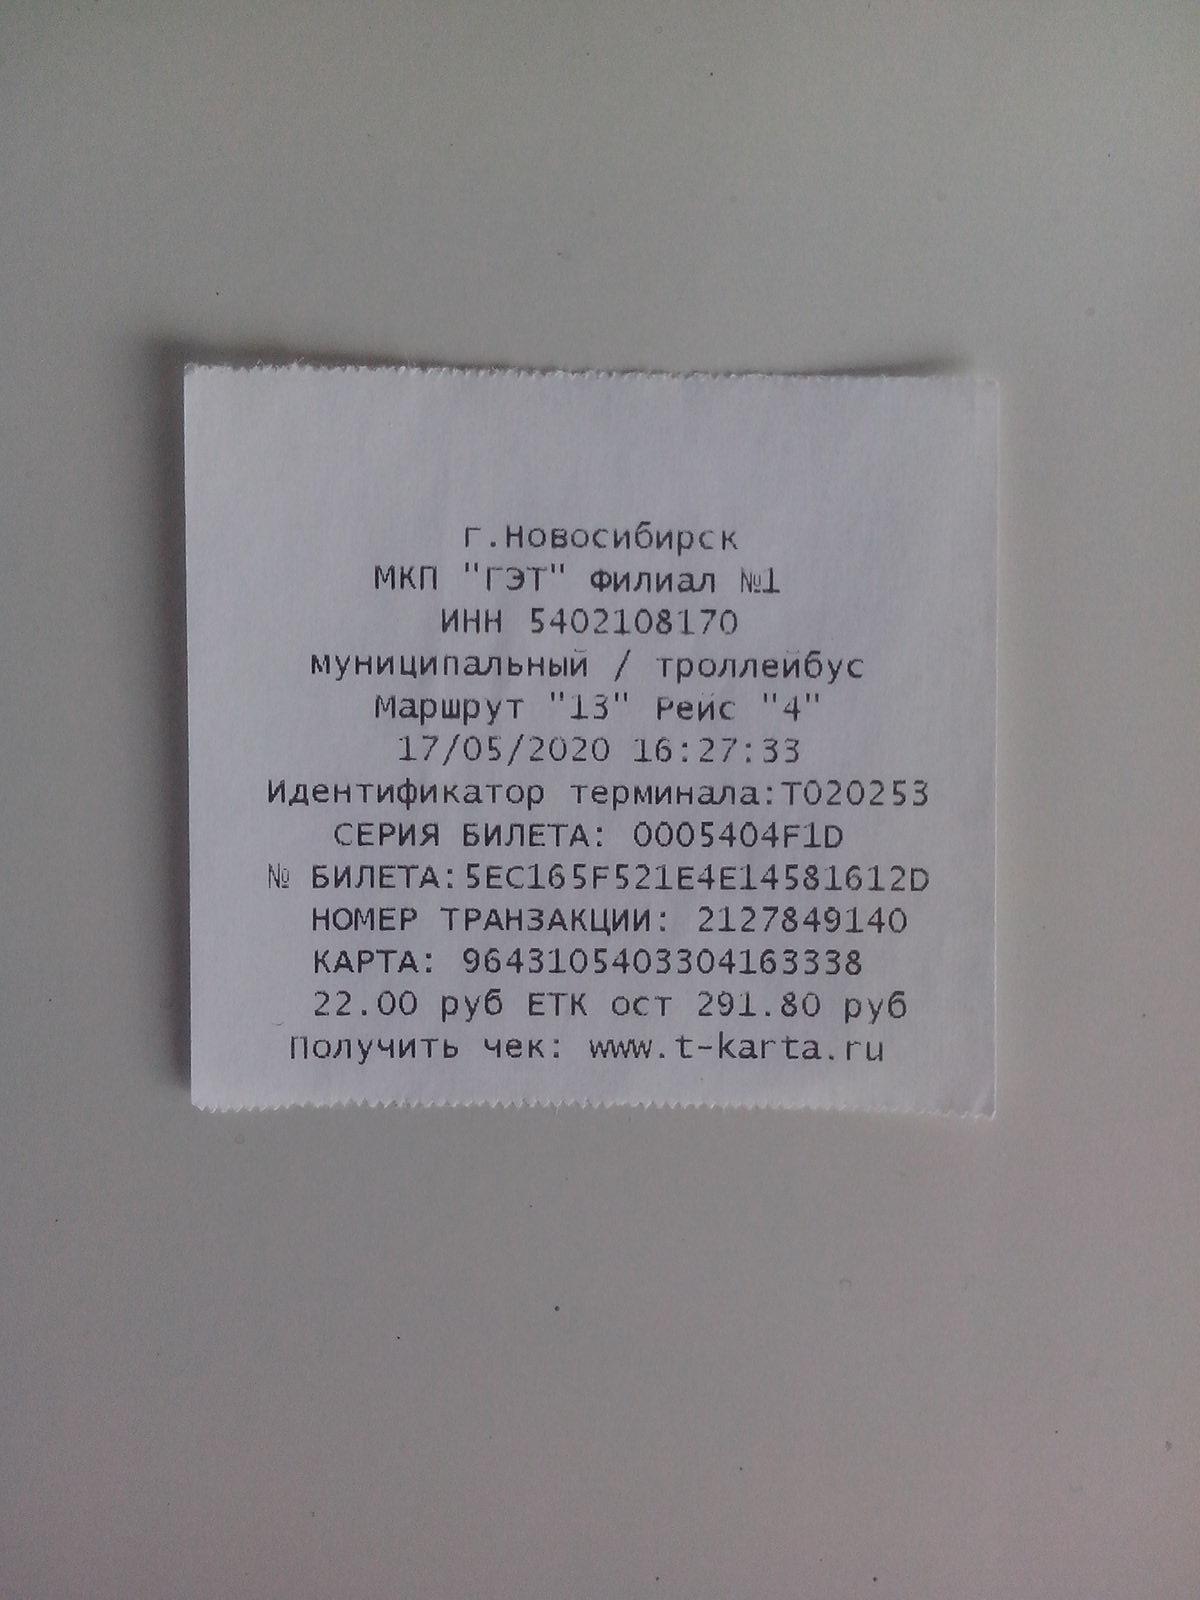 г.Новосибирск
МКП "ГЭТ" Филиал №1
ИНН 5402108170
муниципальный / троллейбус
Маршрут "13" Рейс "4"
17/05/2020 16:27:33
Идентификатор терминала:T020253
СЕРИЯ БИЛЕТА: 0005404F1D
№ БИЛЕТА:5EC165F521E4E14581612D
НОМЕР ТРАНЗАКЦИИ: 2127849140
КАРТА: 9643105403304163338
22.00 руб ЕТК ост 291.80 руб
Получить чек: www.t-karta.ru